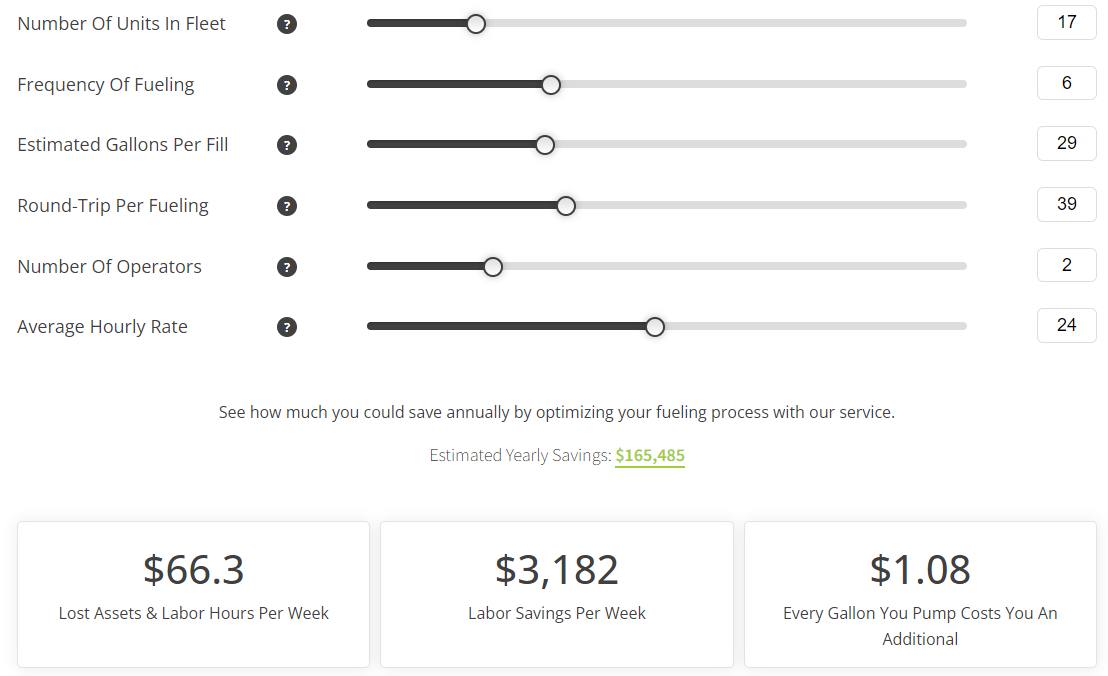 Number Of Units In Fleet ? 17
Frequency Of Fueling ? 6
Estimated Gallons Per Fill ? 29
Round-Trip Per Fueling ? 39
Number Of Operators ? 2
Average Hourly Rate ? 24
See how much you could save annually by optimizing your fueling process with our service.
Estimated Yearly Savings: $165,485
$66.3
Lost Assets & Labor Hours Per Week
$3,182
Labor Savings Per Week
$1.08
Every Gallon You Pump Costs You An
Additional